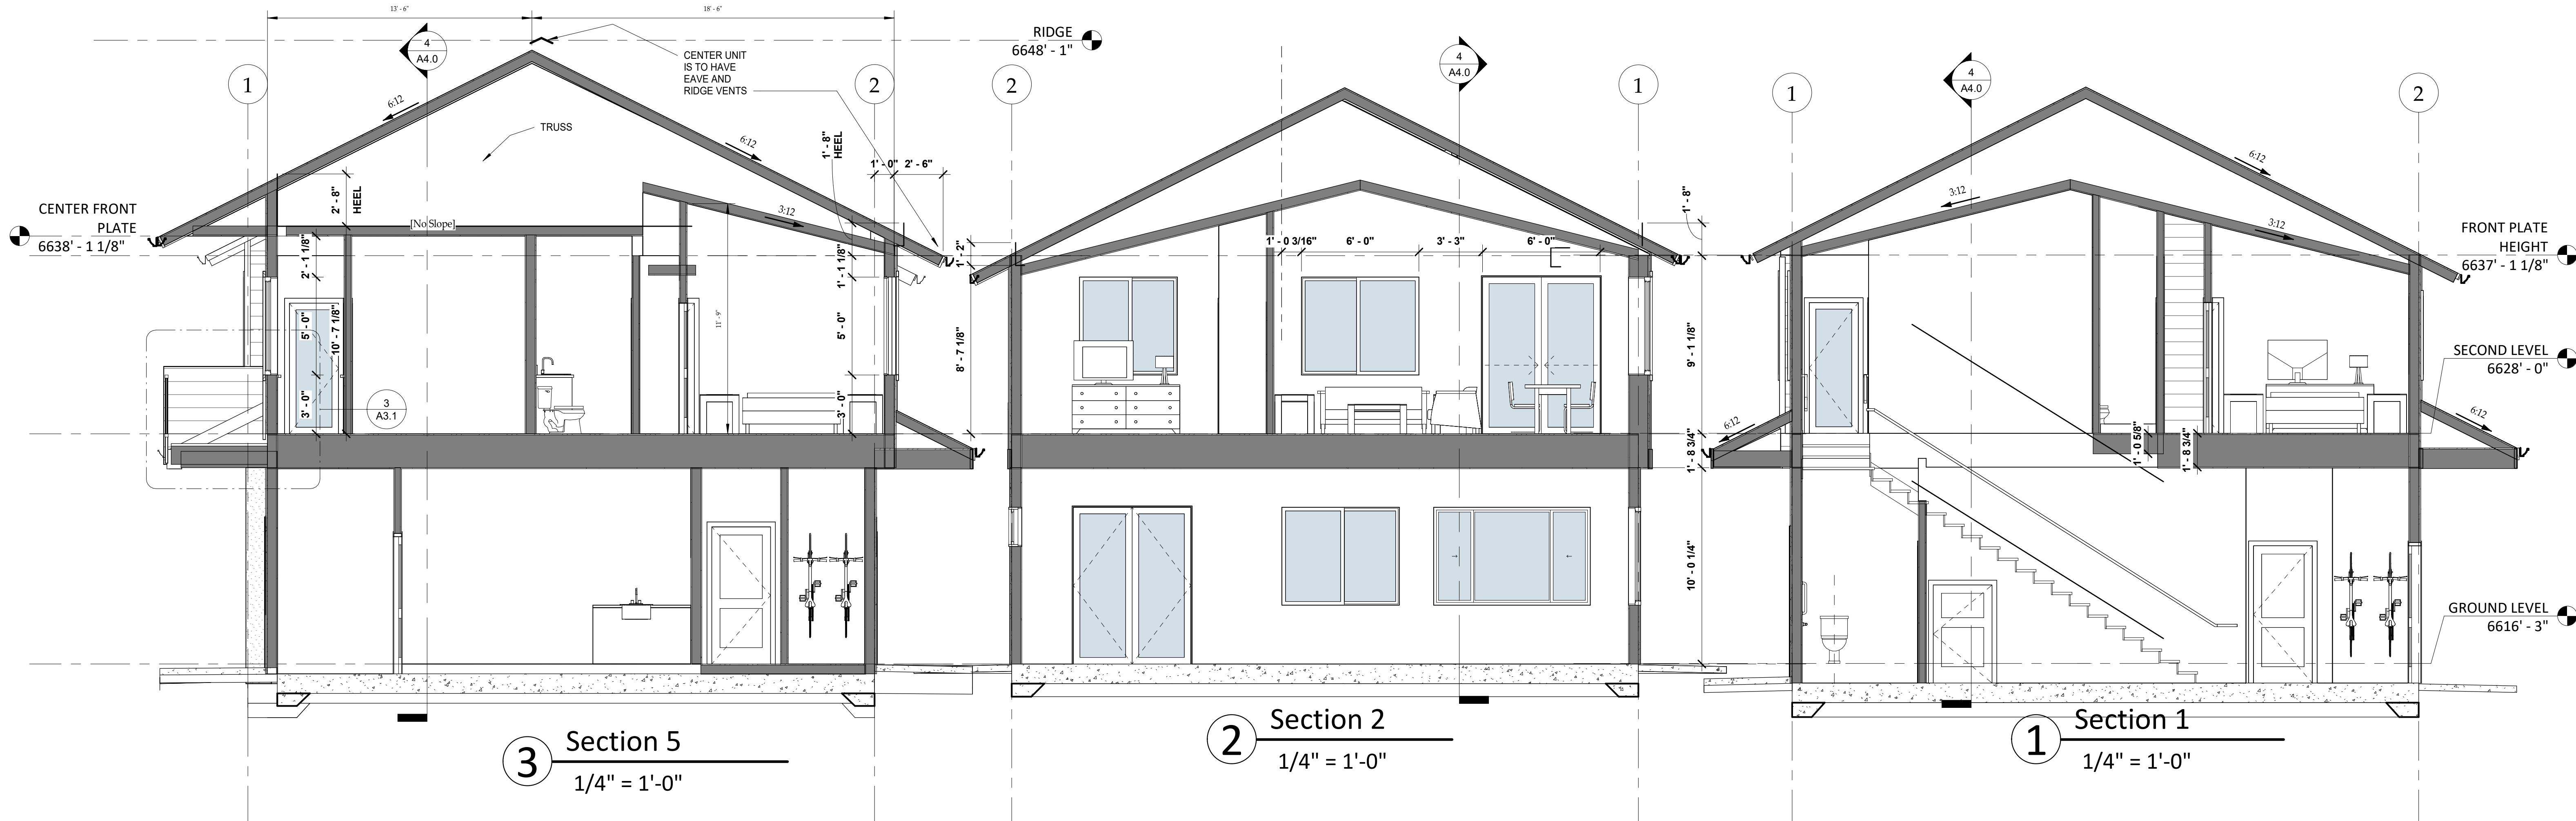 13' - 6"
18' - 6"
4
A4.0
1
2
RIDGE
6648' - 1"
CENTER UNIT
IS TO HAVE
EAVE AND
RIDGE VENTS
6:12
TRUSS
6:12
1' - 8"
HEEL
1' - 0"
2' - 6"
2' - 8"
HEEL
CENTER FRONT
PLATE
6638' - 1 1/8"
[No Slope]
3:12
2' - 1 1/8"
5' - 0"
10' - 7 1/8"
3' - 0"
3
A3.1
11' - 9"
1' - 1 1/8"
5' - 0"
3' - 0"
1' - 2"
8' - 7 1/8"
3
Section 5
1/4" = 1'-0"
2
4
A4.0
1
1' - 0 3/16"
6' - 0"
3' - 3"
6' - 0"
1' - 8"
9' - 1 1/8"
1' - 8 3/4"
10' - 0 1/4"
2
Section 2
1/4" = 1'-0"
1
4
A4.0
2
6:12
3:12
3:12
FRONT PLATE
HEIGHT
6637' - 1 1/8"
SECOND LEVEL
6628' - 0"
6:12
6:12
1' - 0 5/8"
1' - 8 3/4"
GROUND LEVEL
6616' - 3"
1
Section 1
1/4" = 1'-0"